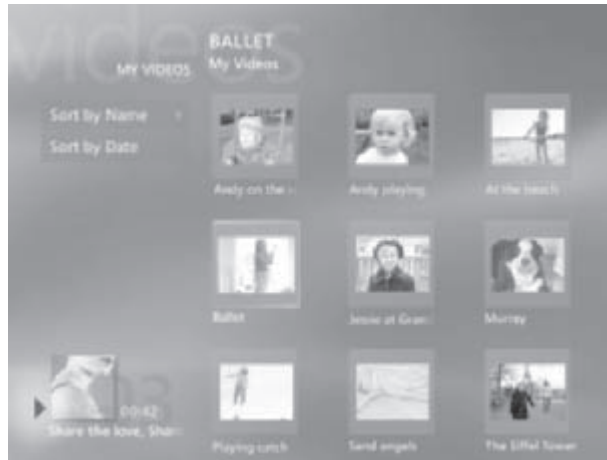 videos
BALLET
MY VIDEOS
My Videos
Sort by Name
Sort by Date
Andy on the
Andy playing
At the beach
Ballet
Jessie at Gran
Murray
00:42
Share the love, Shar
Playing catch
Sand angels
The Eiffel Tower